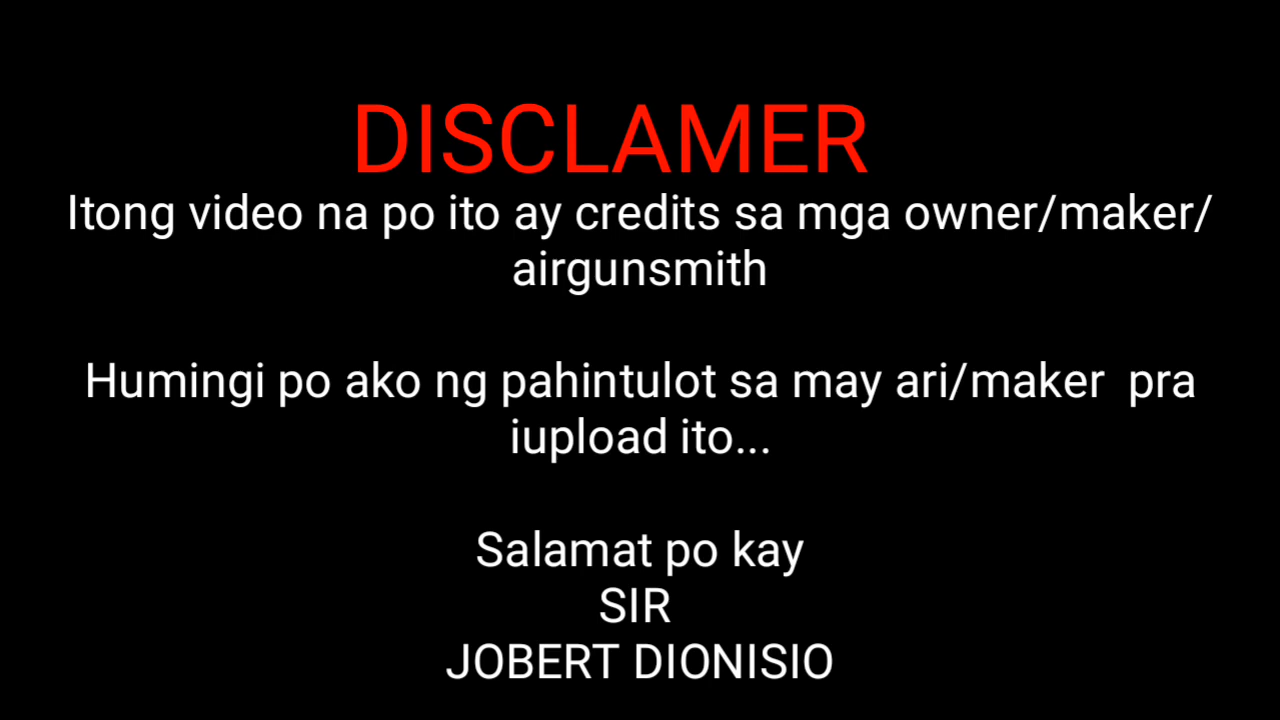 DISCLAMER
Itong video na po ito ay credits sa mga owner/maker/
airgunsmith
Humingi po ako ng pahintulot sa may ari/maker pra
iupload ito...
Salamat po kay
SIR
JOBERT DIONISIO